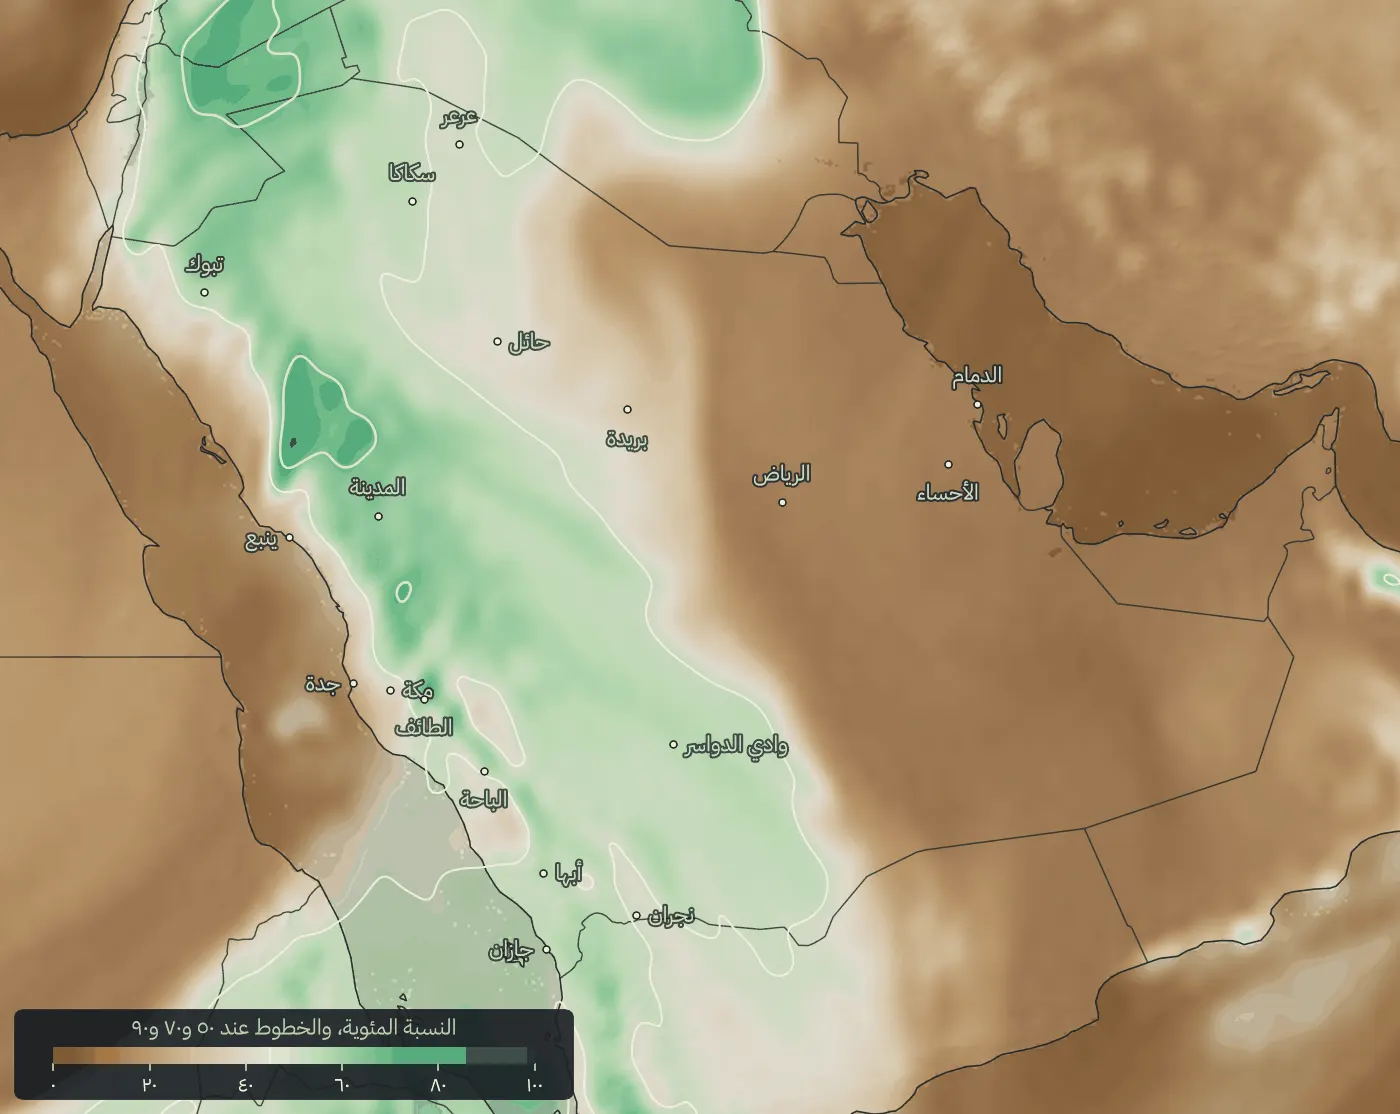 عرعر
سكاكا
تبوك
حائل
الدمام
بريدة
الرياض
الأحساء
المدينة
ينبع
جدة
مكة
الطائف
وادي الدواسر
الباحة
أبها
نجران
جازان
النسبة المئوية، والخطوط عند ٥٠ و٧٠ و٩٠
٠ ٢٠ ٤٠ ٦٠ ٨٠ ١٠٠